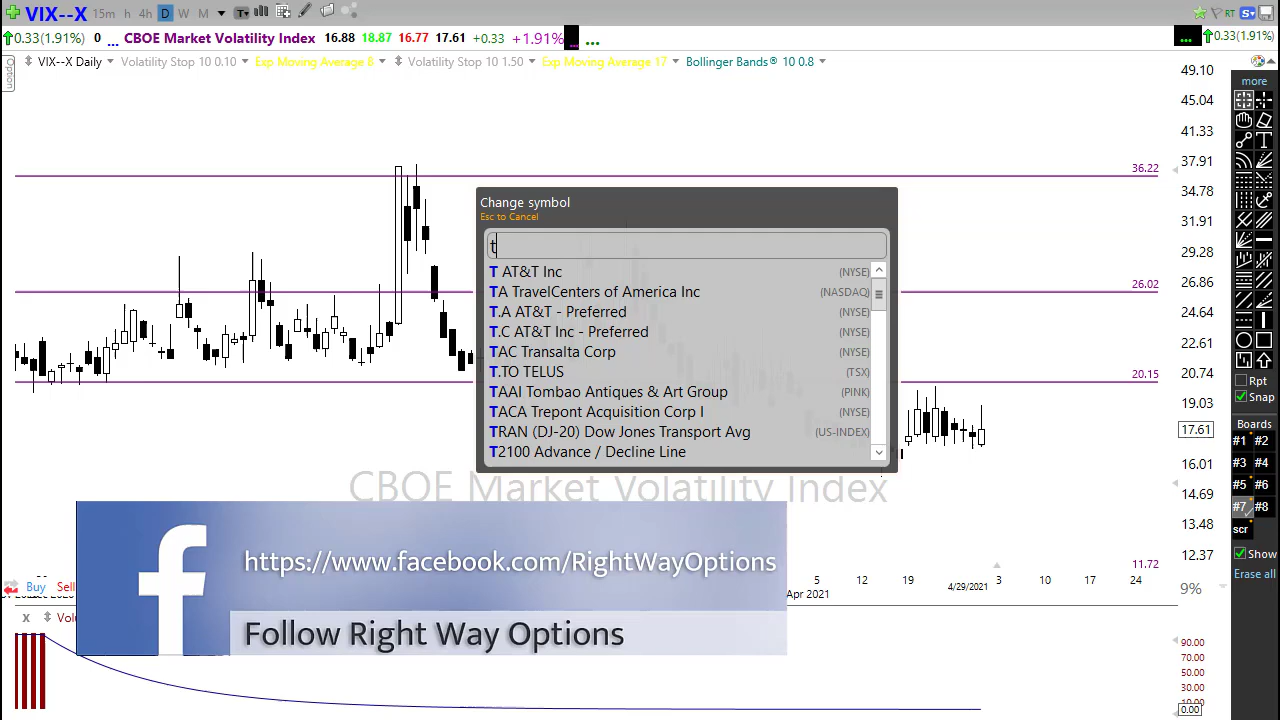 VIX--X 15m 1h 4h D W M T
RT S
0.33(1.91%) 0 ... CBOE Market Volatility Index 16.88 18.87 16.77 17.61 +0.33 +1.91% ... ... ... 0.33(1.91%)
Option
VIX--X Daily Volatility Stop 10 0.10 Exp Moving Average 8 Volatility Stop 10 1.50 Exp Moving Average 17 Bollinger Bands® 10 0.8
49.10
45.04
41.33
37.91
36.22
34.78
31.91
29.28
26.86
26.02
24.64
22.61
20.74
20.15
19.03
17.61
16.01
14.69
13.48
12.37
11.72
more
T
Rpt
Snap
Boards
#1 #2
#3 #4
#5 #6
#7 #8
scr
Show
Erase all
Change symbol
Esc to Cancel
t
T AT&T Inc (NYSE)
TA TravelCenters of America Inc (NASDAQ)
T.A AT&T - Preferred (NYSE)
T.C AT&T Inc - Preferred (NYSE)
TAC Transalta Corp (NYSE)
T.TO TELUS (TSX)
TAAI Tombao Antiques & Art Group (PINK)
TACA Trepont Acquisition Corp I (NYSE)
TRAN (DJ-20) Dow Jones Transport Avg (US-INDEX)
T2100 Advance / Decline Line
CBOE Market Volatility Index
https://www.facebook.com/RightWayOptions
Follow Right Way Options
Buy Sell
5 12 19 4/29/2021 3 10 17 24 9%
Apr 2021
x Volu
90.00
70.00
50.00
30.00
10.00
0.00